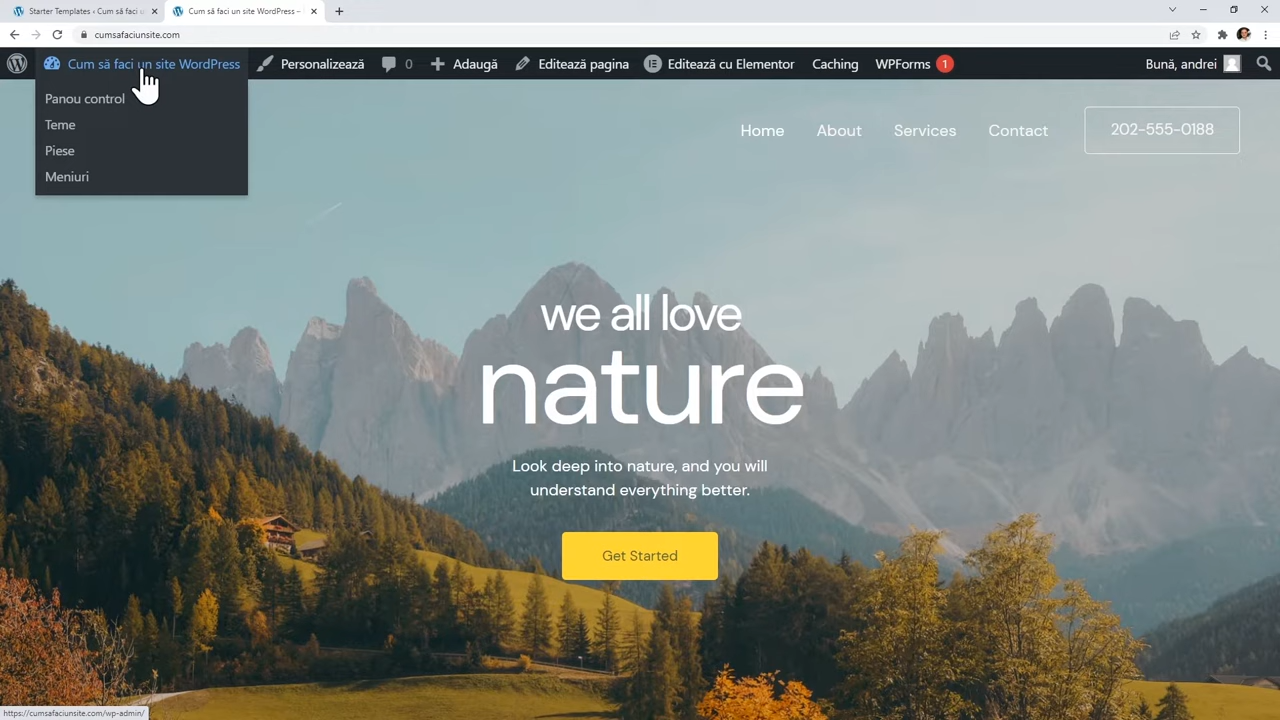 Starter Templates ‹ Cum să faci u
Cum să faci un site WordPress –
cumsafaciunsite.com
Cum să faci un site WordPress
Personalizează
0
Adaugă
Editează pagina
Editează cu Elementor
Caching
WPForms 1
Bună, andrei
Panou control
Teme
Piese
Meniuri
Home
About
Services
Contact
202-555-0188
we all love
nature
Look deep into nature, and you will
understand everything better.
Get Started
https://cumsafaciunsite.com/wp-admin/